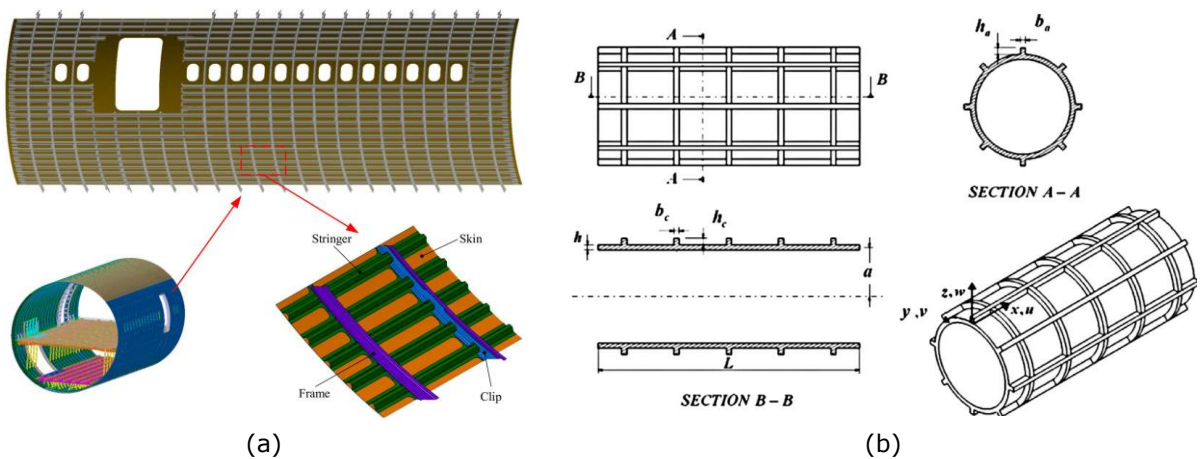 Stringer
Skin
Frame
Clip
(a)
A
B
B
A
h_a
b_a
SECTION A – A
b_c
h_c
h
a
L
SECTION B – B
z, w
x, u
y , v
(b)